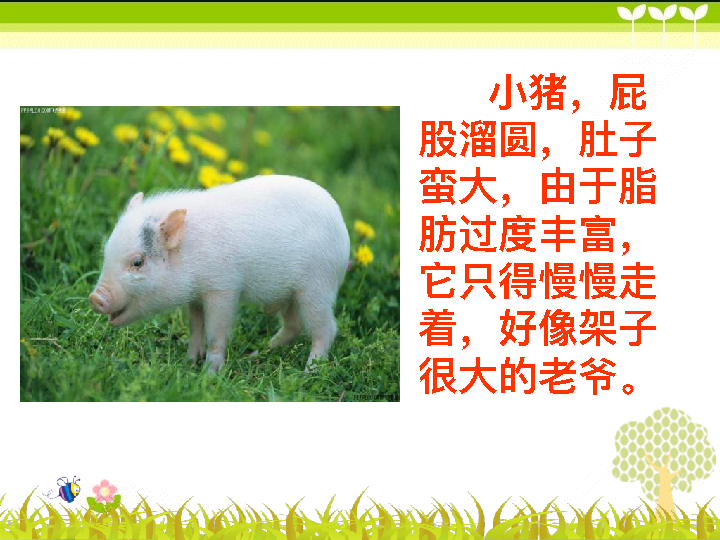 小猪，屁
股溜圆，肚子
蛮大，由于脂
肪过度丰富，
它只得慢慢走
着，好像架子
很大的老爷。